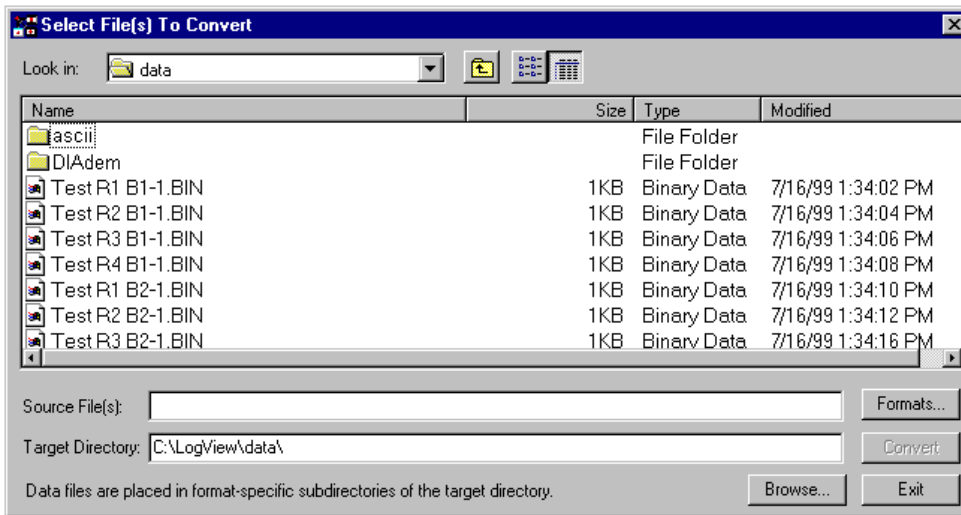 Select File(s) To Convert
Look in: data
Name Size Type Modified
ascii File Folder
DIAdem File Folder
Test R1 B1-1.BIN 1KB Binary Data 7/16/99 1:34:02 PM
Test R2 B1-1.BIN 1KB Binary Data 7/16/99 1:34:04 PM
Test R3 B1-1.BIN 1KB Binary Data 7/16/99 1:34:06 PM
Test R4 B1-1.BIN 1KB Binary Data 7/16/99 1:34:08 PM
Test R1 B2-1.BIN 1KB Binary Data 7/16/99 1:34:10 PM
Test R2 B2-1.BIN 1KB Binary Data 7/16/99 1:34:12 PM
Test R3 B2-1.BIN 1KB Binary Data 7/16/99 1:34:16 PM
Source File(s): Formats...
Target Directory: C:\LogView\data\ Convert
Data files are placed in format-specific subdirectories of the target directory. Browse... Exit